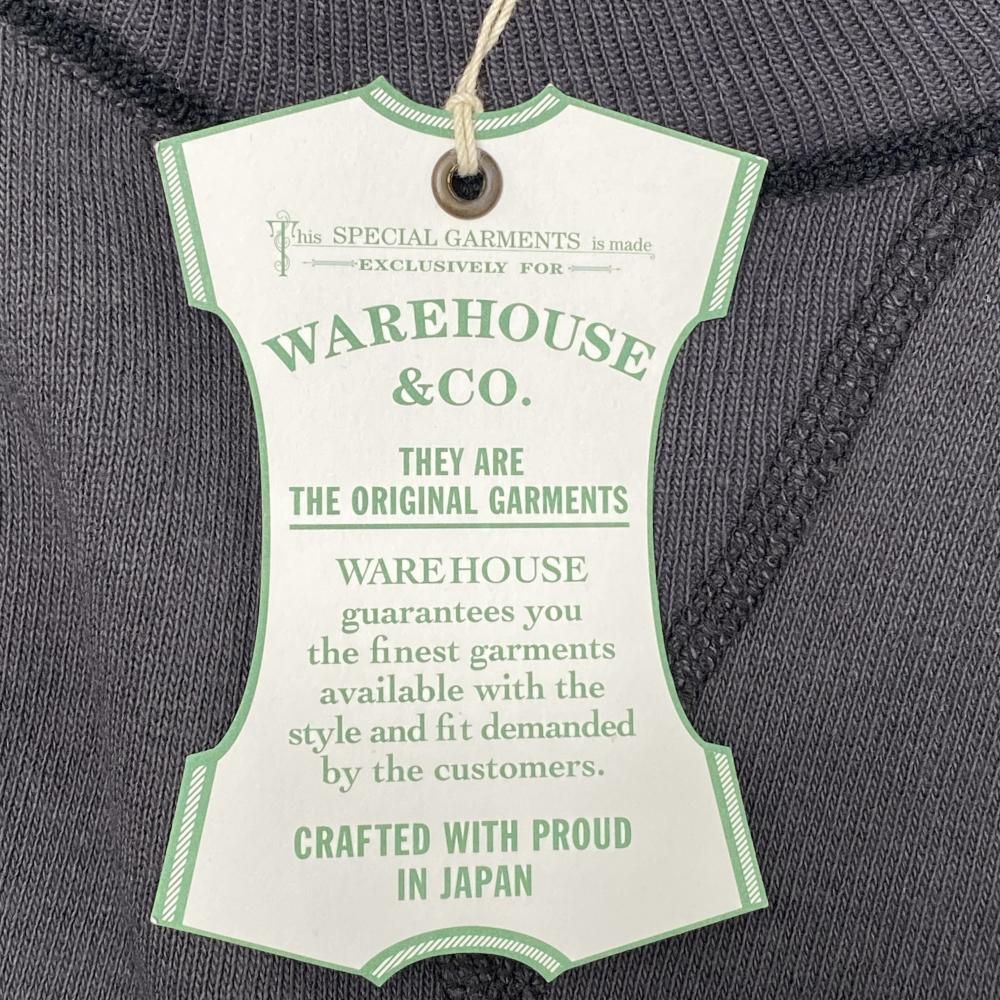 This SPECIAL GARMENTS is made
EXCLUSIVELY FOR
WAREHOUSE
&CO.
THEY ARE
THE ORIGINAL GARMENTS
WAREHOUSE
guarantees you
the finest garments
available with the
style and fit demanded
by the customers.
CRAFTED WITH PROUD
IN JAPAN